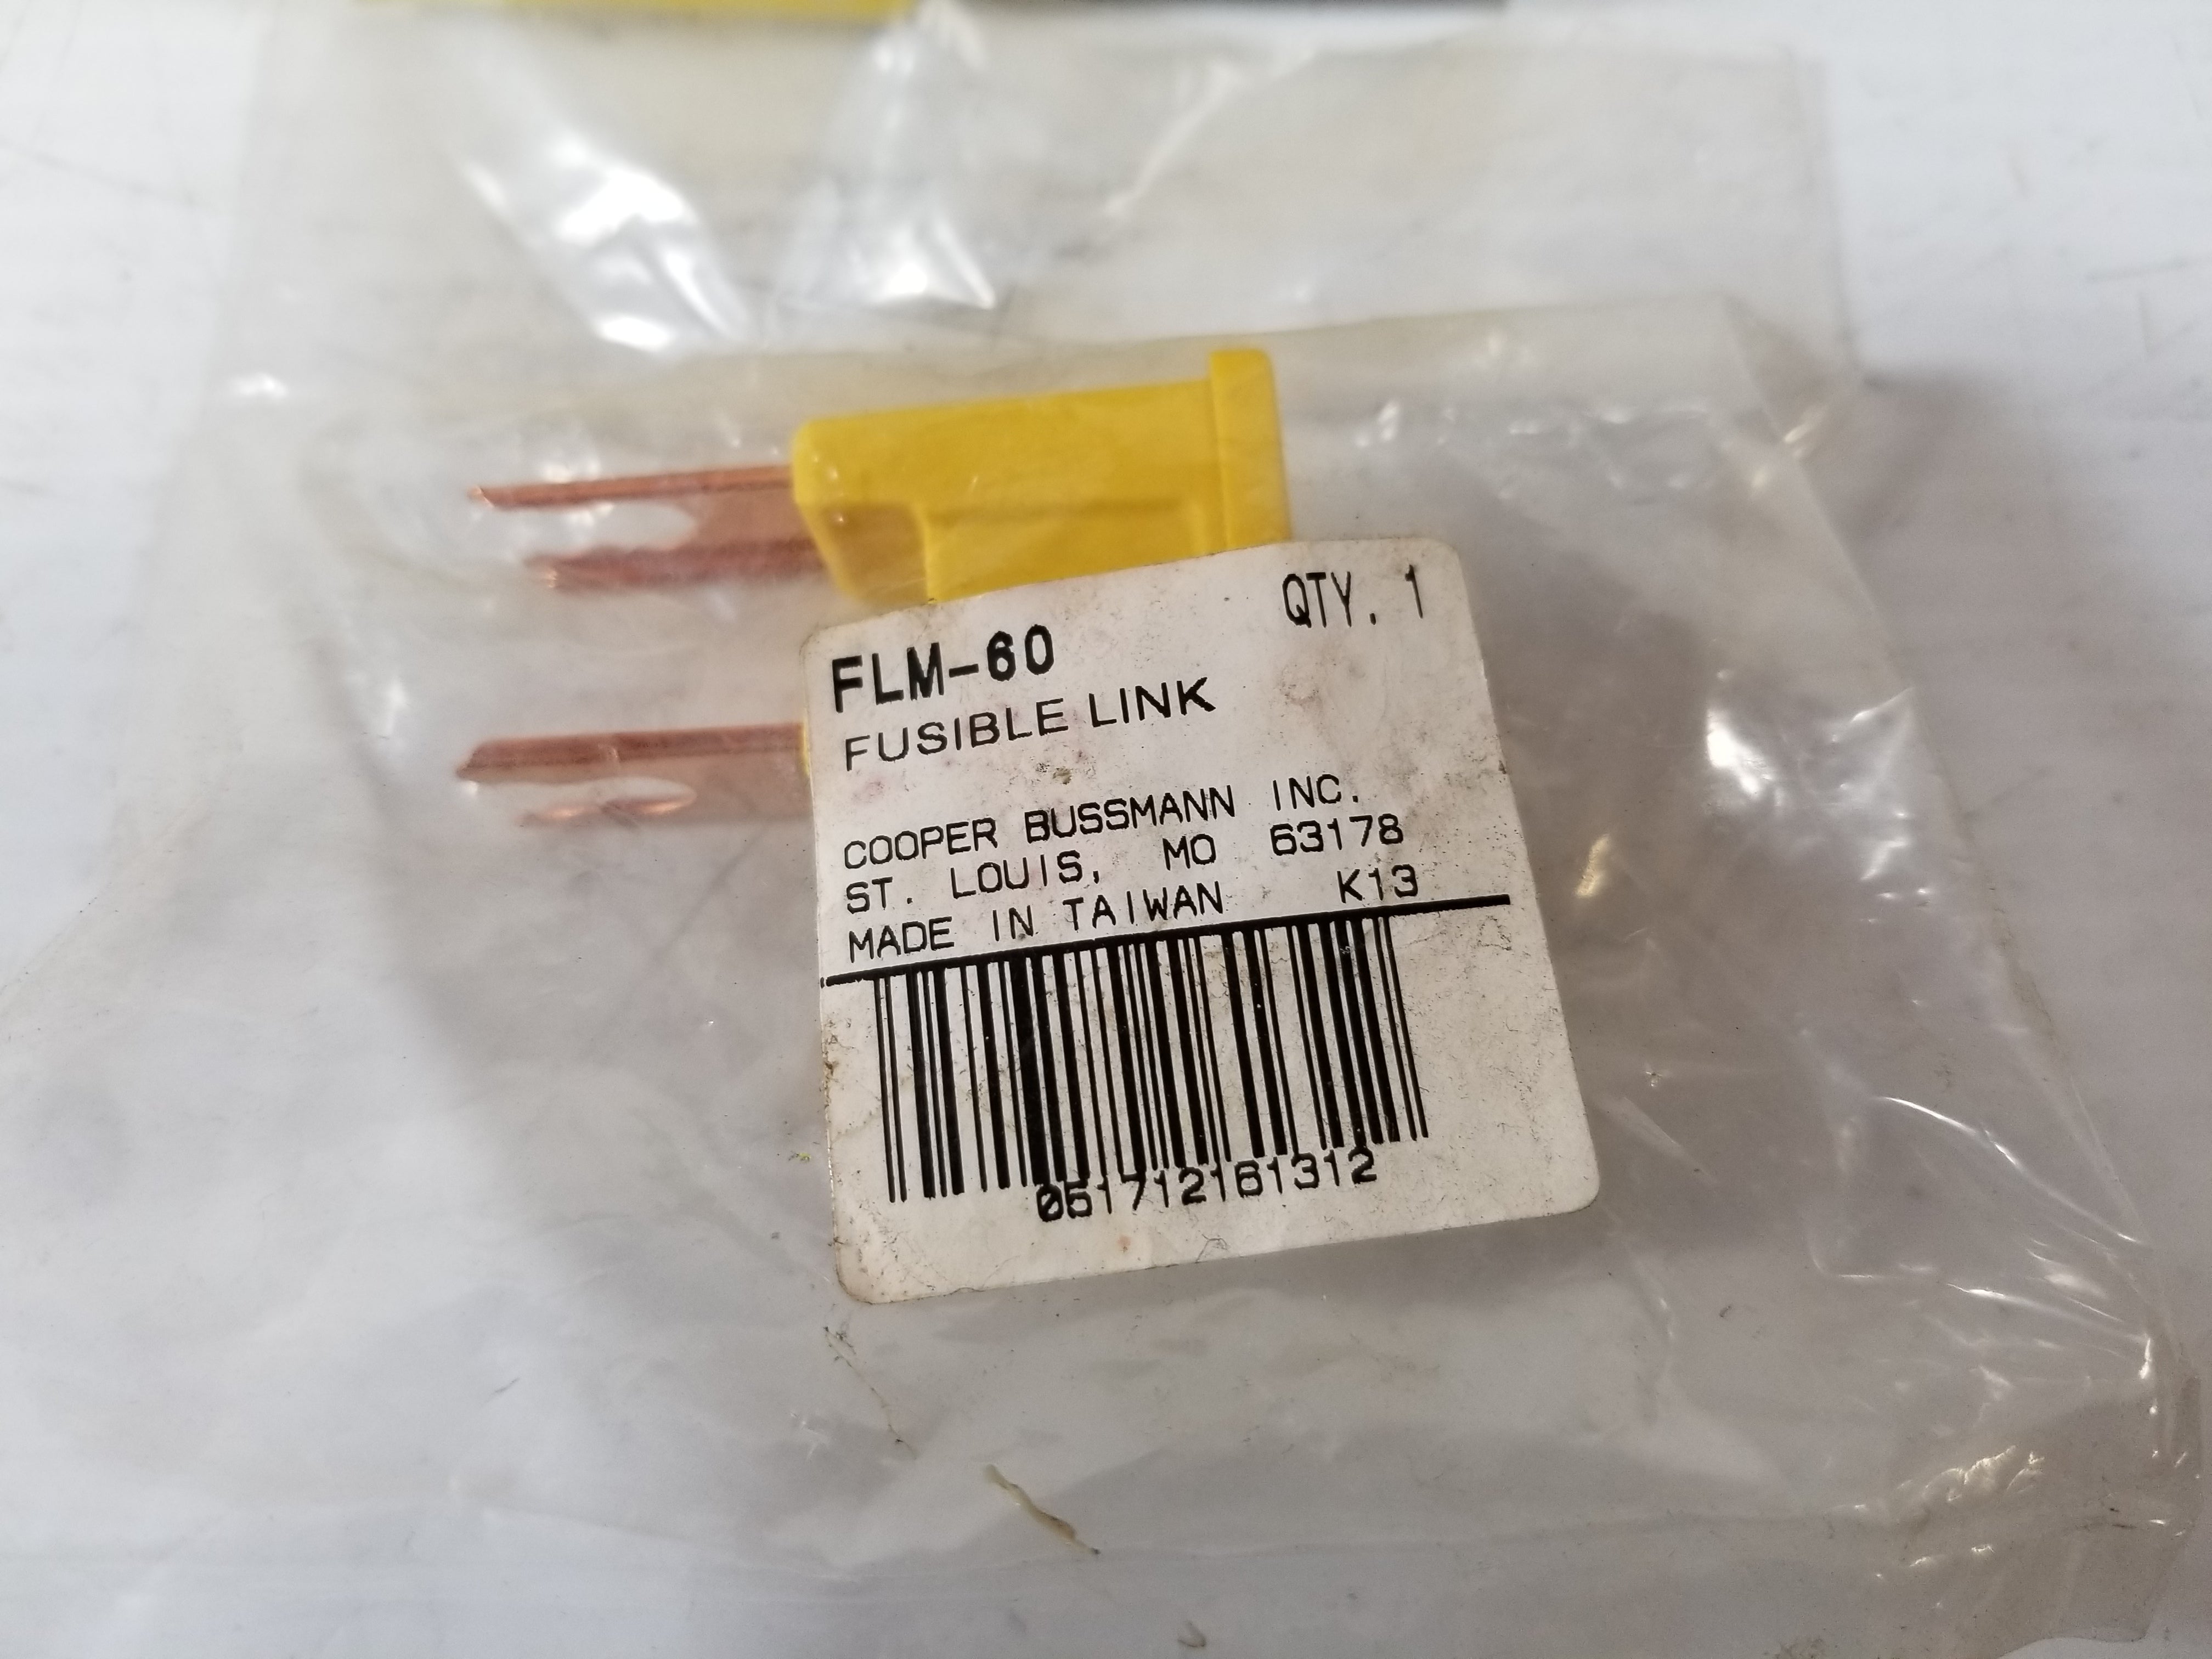 FLM-60 QTY. 1
FUSIBLE LINK
COOPER BUSSMANN INC.
ST. LOUIS, MO 63178
MADE IN TAIWAN K13
051712161312